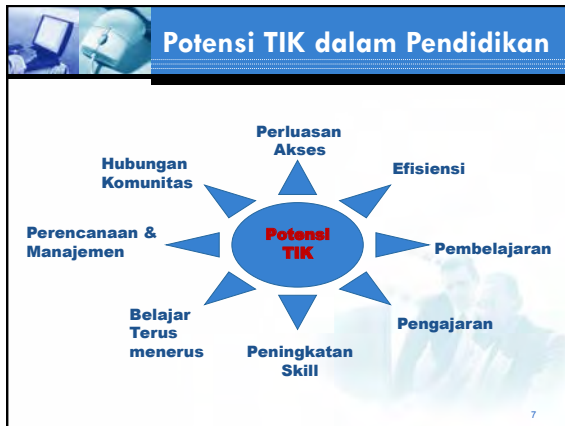 Potensi TIK dalam Pendidikan
Perluasan
Akses
Hubungan
Komunitas
Efisiensi
Perencanaan &
Manajemen
Potensi
TIK
Pembelajaran
Belajar
Terus
menerus
Pengajaran
Peningkatan
Skill
7